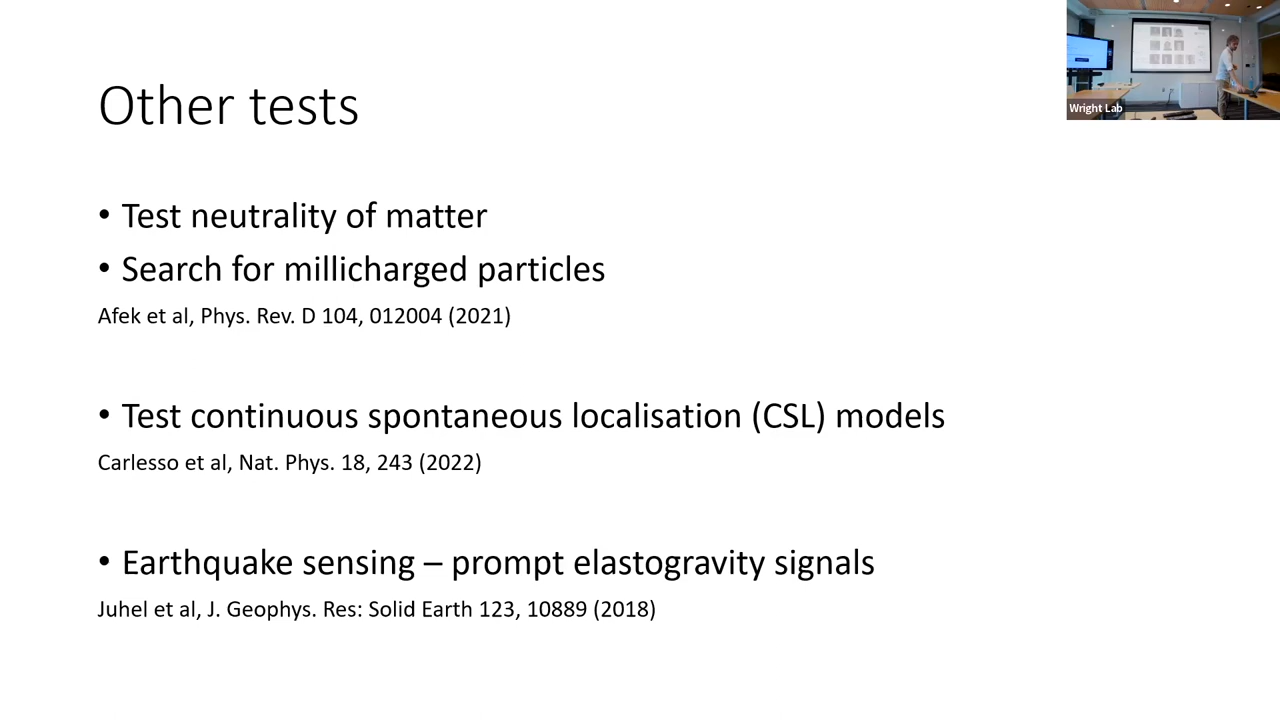 Other tests
• Test neutrality of matter
• Search for millicharged particles
Afek et al, Phys. Rev. D 104, 012004 (2021)
• Test continuous spontaneous localisation (CSL) models
Carlesso et al, Nat. Phys. 18, 243 (2022)
• Earthquake sensing – prompt elastogravity signals
Juhel et al, J. Geophys. Res: Solid Earth 123, 10889 (2018)
Wright Lab